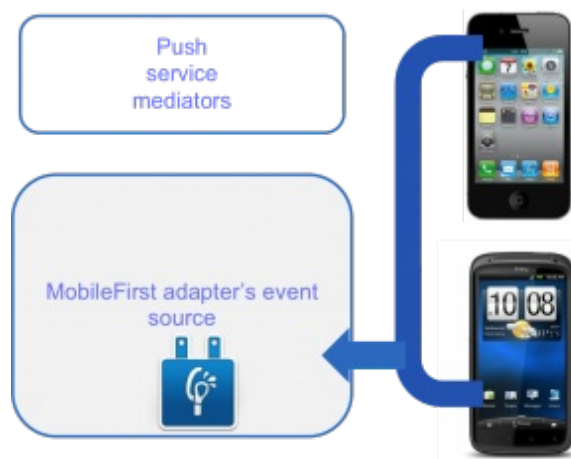 Push
service
mediators
MobileFirst adapter's event
source
10 08